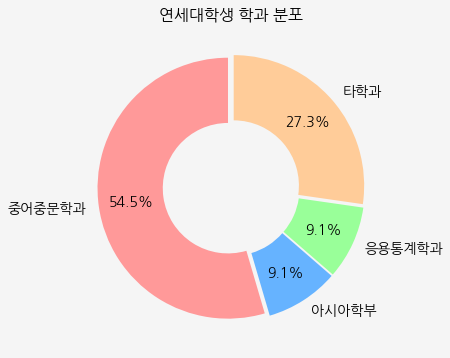 연세대학생 학과 분포
타학과
27.3%
중어중문학과
54.5%
9.1%
응용통계학과
9.1%
아시아학부